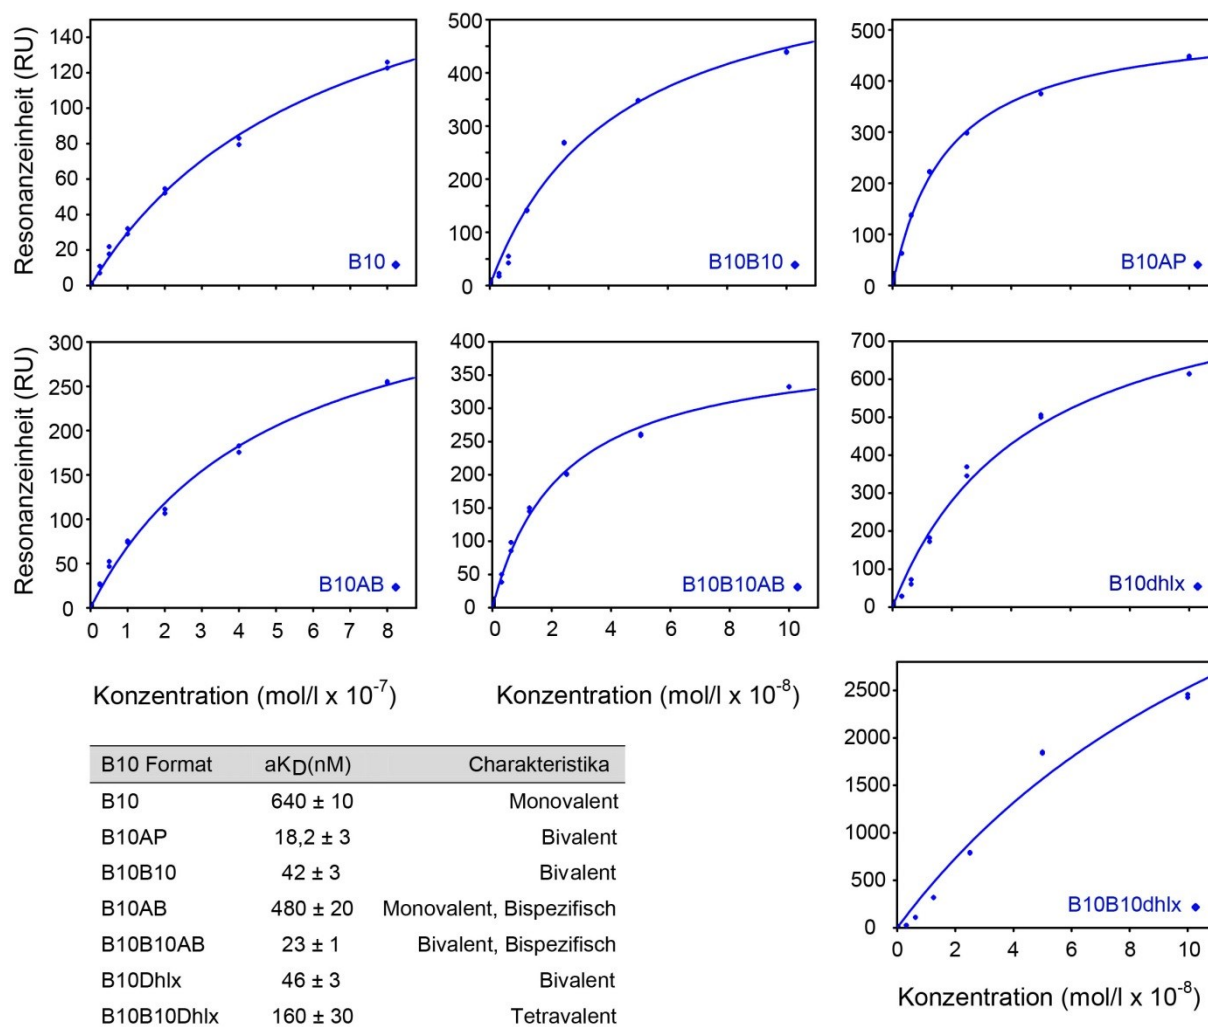 Resonanzeinheit (RU)
140
120
100
80
60
40
20
0
B10
500
400
300
200
100
0
B10B10
500
400
300
200
100
0
B10AP
Resonanzeinheit (RU)
300
250
200
150
100
50
0
B10AB
0 1 2 3 4 5 6 7 8
400
350
300
250
200
150
100
50
0
B10B10AB
0 2 4 6 8 10
700
600
500
400
300
200
100
0
B10dhlx
Konzentration (mol/l x 10⁻⁷)
Konzentration (mol/l x 10⁻⁸)
2500
2000
1500
1000
500
0
B10B10dhlx
0 2 4 6 8 10
Konzentration (mol/l x 10⁻⁸)
B10 Format aKD(nM) Charakteristika
B10 640 ± 10 Monovalent
B10AP 18,2 ± 3 Bivalent
B10B10 42 ± 3 Bivalent
B10AB 480 ± 20 Monovalent, Bispezifisch
B10B10AB 23 ± 1 Bivalent, Bispezifisch
B10Dhlx 46 ± 3 Bivalent
B10B10Dhlx 160 ± 30 Tetravalent